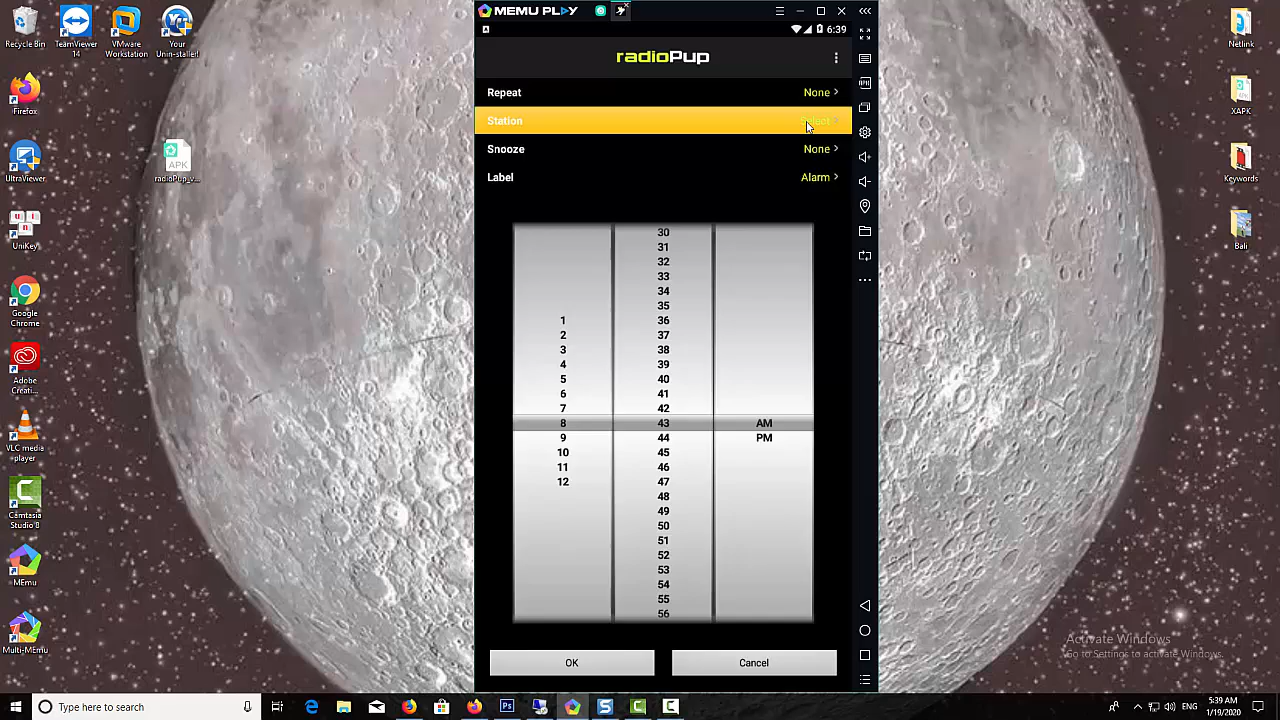 MEMU PLAY
6:39
radioPup
Repeat None
Station Select
Snooze None
Label Alarm
30
31
32
33
34
35
1 36
2 37
3 38
4 39
5 40
6 41
7 42
8 43 AM
9 44 PM
10 45
11 46
12 47
48
49
50
51
52
53
54
55
56
OK Cancel
Recycle Bin
TeamViewer 14
VMware Workstation
Your Unin-staller!
Firefox
UltraViewer
radioPup_v...
APK
UniKey
Google Chrome
Adobe Creati...
VLC media player
Camtasia Studio 8
MEmu
Multi-MEmu
Netlink
XAPK
Keywords
Bali
Activate Windows
Go to Settings to activate Windows.
Type here to search
ENG
5:39 AM
1/19/2020